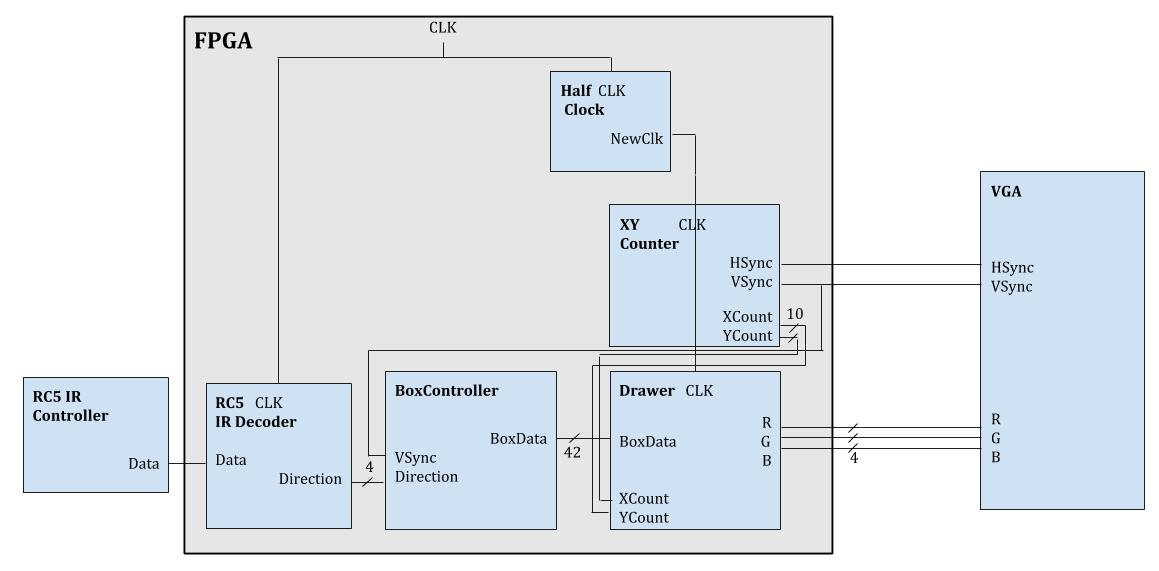 CLK
FPGA
Half CLK
Clock
NewClk
XY CLK
Counter
HSync
VSync
XCount
YCount
10
VGA
HSync
VSync
R
G
B
RC5 IR
Controller
Data
RC5 CLK
IR Decoder
Data
Direction
4
BoxController
BoxData
VSync
Direction
42
Drawer CLK
R
G
B
BoxData
XCount
YCount
4